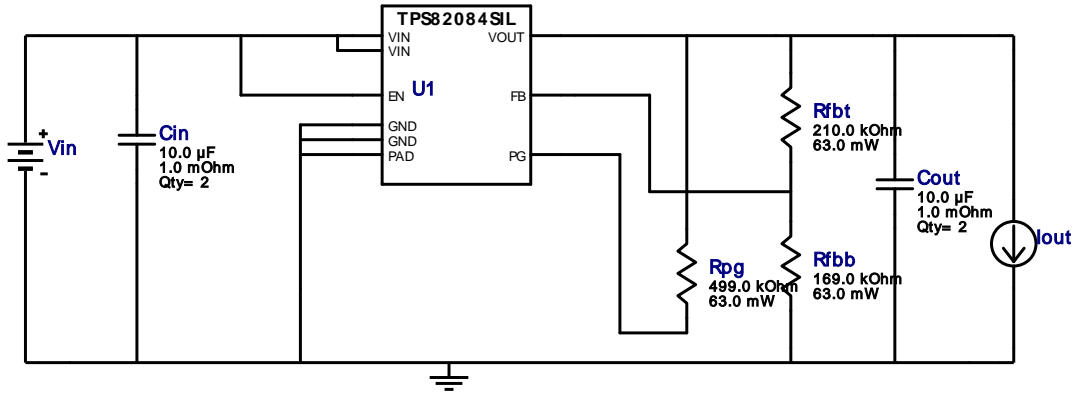 TPS82084SIL
VIN
VIN
EN
GND
GND
PAD
U1
VOUT
FB
PG
+
Vin
-
Cin
10.0 µF
1.0 mOhm
Qty= 2
Rfbt
210.0 kOhm
63.0 mW
Rpg
499.0 kOhm
63.0 mW
Rfbb
169.0 kOhm
63.0 mW
Cout
10.0 µF
1.0 mOhm
Qty= 2
Iout